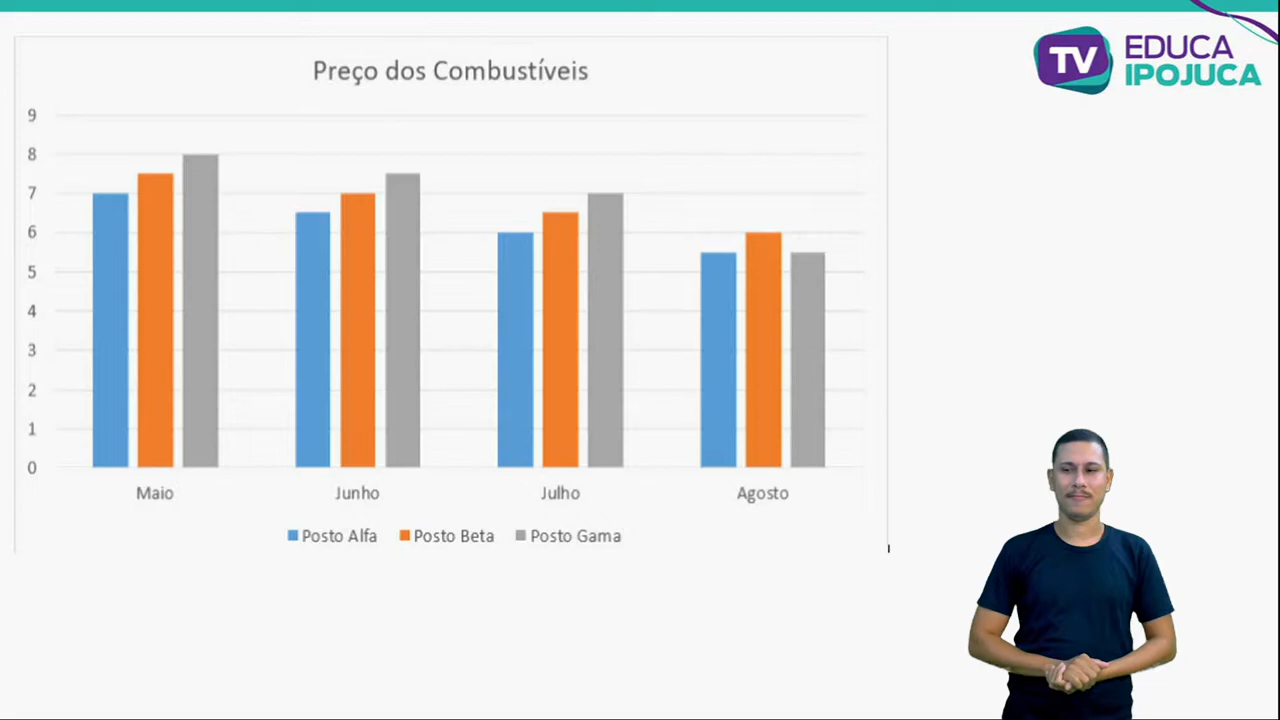 TV EDUCA
IPOJUCA
Preço dos Combustíveis
9
8
7
6
5
4
3
2
1
0
Maio Junho Julho Agosto
Posto Alfa Posto Beta Posto Gama